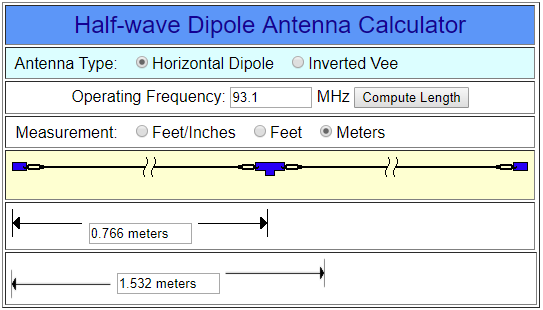 Half-wave Dipole Antenna Calculator
Antenna Type: Horizontal Dipole Inverted Vee
Operating Frequency: 93.1 MHz Compute Length
Measurement: Feet/Inches Feet Meters
0.766 meters
1.532 meters